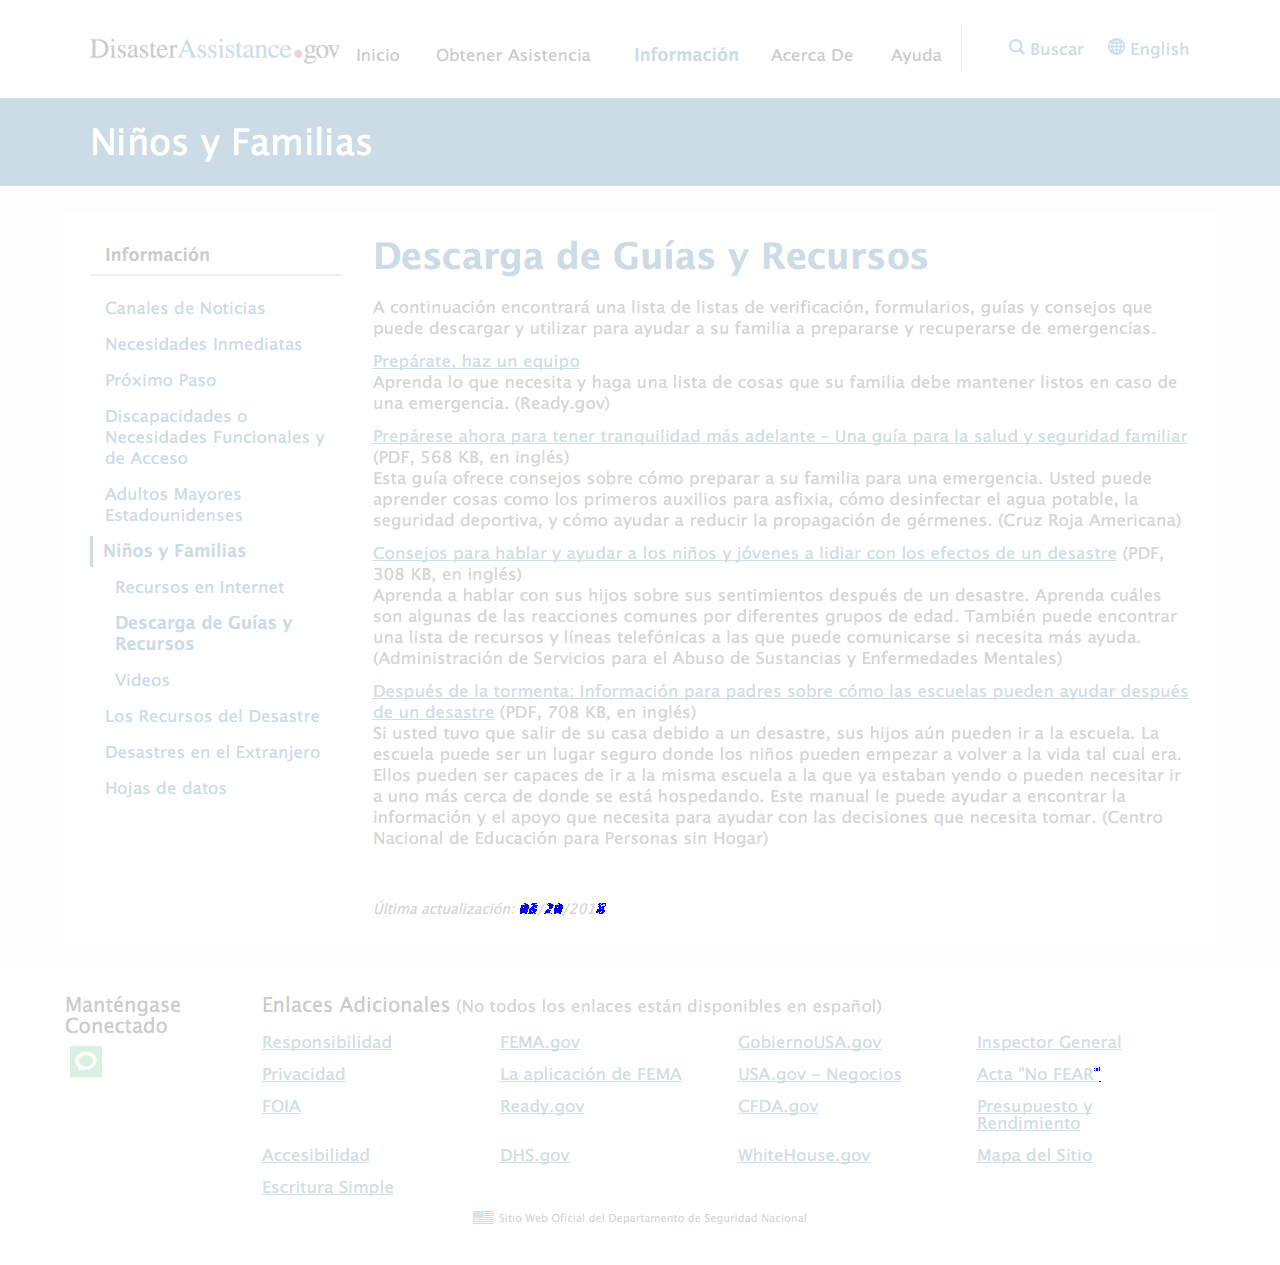 DisasterAssistance.gov
Inicio
Obtener Asistencia
Información
Acerca De
Ayuda
Buscar
English
Niños y Familias
Información
Canales de Noticias
Necesidades Inmediatas
Próximo Paso
Discapacidades o
Necesidades Funcionales y
de Acceso
Adultos Mayores
Estadounidenses
Niños y Familias
Recursos en Internet
Descarga de Guías y
Recursos
Videos
Los Recursos del Desastre
Desastres en el Extranjero
Hojas de datos
Descarga de Guías y Recursos
A continuación encontrará una lista de listas de verificación, formularios, guías y consejos que
puede descargar y utilizar para ayudar a su familia a prepararse y recuperarse de emergencias.
Prepárate, haz un equipo
Aprenda lo que necesita y haga una lista de cosas que su familia debe mantener listos en caso de
una emergencia. (Ready.gov)
Prepárese ahora para tener tranquilidad más adelante – Una guía para la salud y seguridad familiar
(PDF, 568 KB, en inglés)
Esta guía ofrece consejos sobre cómo preparar a su familia para una emergencia. Usted puede
aprender cosas como los primeros auxilios para asfixia, cómo desinfectar el agua potable, la
seguridad deportiva, y cómo ayudar a reducir la propagación de gérmenes. (Cruz Roja Americana)
Consejos para hablar y ayudar a los niños y jóvenes a lidiar con los efectos de un desastre (PDF,
308 KB, en inglés)
Aprenda a hablar con sus hijos sobre sus sentimientos después de un desastre. Aprenda cuáles
son algunas de las reacciones comunes por diferentes grupos de edad. También puede encontrar
una lista de recursos y líneas telefónicas a las que puede comunicarse si necesita más ayuda.
(Administración de Servicios para el Abuso de Sustancias y Enfermedades Mentales)
Después de la tormenta: Información para padres sobre cómo las escuelas pueden ayudar después
de un desastre (PDF, 708 KB, en inglés)
Si usted tuvo que salir de su casa debido a un desastre, sus hijos aún pueden ir a la escuela. La
escuela puede ser un lugar seguro donde los niños pueden empezar a volver a la vida tal cual era.
Ellos pueden ser capaces de ir a la misma escuela a la que ya estaban yendo o pueden necesitar ir
a uno más cerca de donde se está hospedando. Este manual le puede ayudar a encontrar la
información y el apoyo que necesita para ayudar con las decisiones que necesita tomar. (Centro
Nacional de Educación para Personas sin Hogar)
Última actualización:
Manténgase
Conectado
Enlaces Adicionales (No todos los enlaces están disponibles en español)
Responsibilidad
FEMA.gov
GobiernoUSA.gov
Inspector General
Privacidad
La aplicación de FEMA
USA.gov – Negocios
Acta "No FEAR"
FOIA
Ready.gov
CFDA.gov
Presupuesto y
Rendimiento
Accesibilidad
DHS.gov
WhiteHouse.gov
Mapa del Sitio
Escritura Simple
Sitio Web Oficial del Departamento de Seguridad Nacional